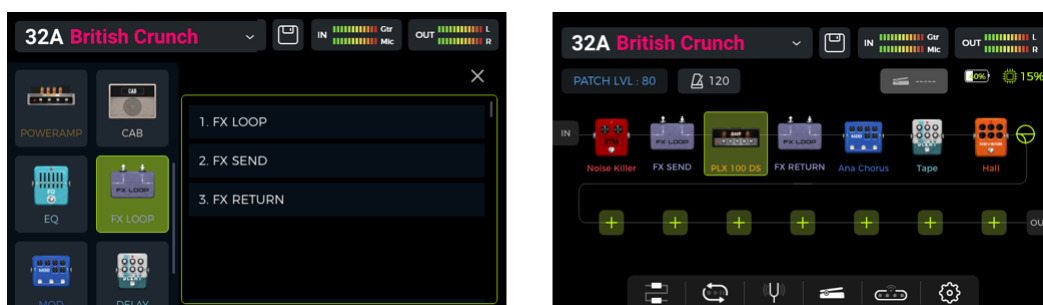 32A British Crunch
IN
Gtr
Mic
OUT
L
R
POWERAMP
CAB
CAB
EQ
EQ
FX LOOP
FX LOOP
MOD
MOD
DELAY
1. FX LOOP
2. FX SEND
3. FX RETURN
32A British Crunch
IN
Gtr
Mic
OUT
L
R
PATCH LVL : 80
120
-----
15%
IN
Noise Killer
FX LOOP
FX SEND
AMP
PLX 100 DS
FX LOOP
FX RETURN
MOD
Ana Chorus
Tape
REVERB
Hall
OU